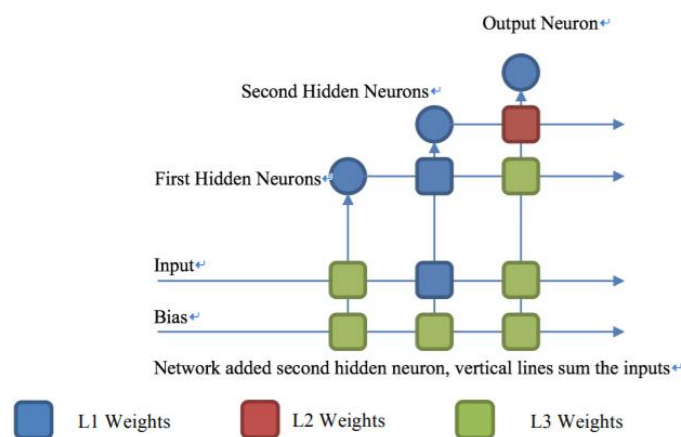 Output Neuron↵
Second Hidden Neurons↵
First Hidden Neurons↵
Input↵
Bias↵
Network added second hidden neuron, vertical lines sum the inputs↵
L1 Weights
L2 Weights
L3 Weights